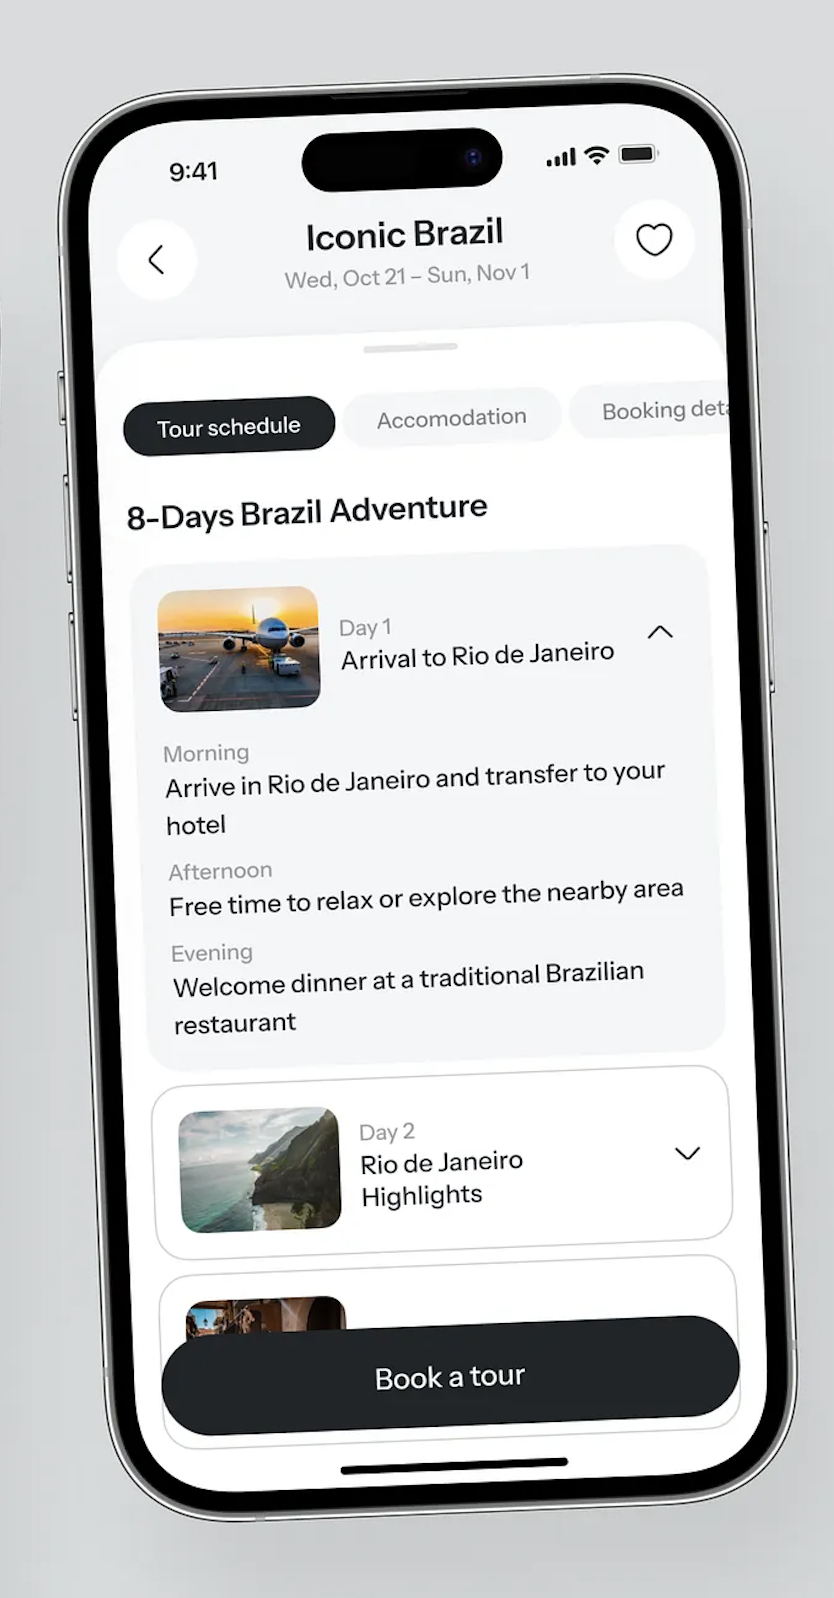 9:41
Iconic Brazil
Wed, Oct 21 – Sun, Nov 1
Tour schedule
Accomodation
Booking deta
8-Days Brazil Adventure
Day 1
Arrival to Rio de Janeiro
Morning
Arrive in Rio de Janeiro and transfer to your
hotel
Afternoon
Free time to relax or explore the nearby area
Evening
Welcome dinner at a traditional Brazilian
restaurant
Day 2
Rio de Janeiro
Highlights
Book a tour